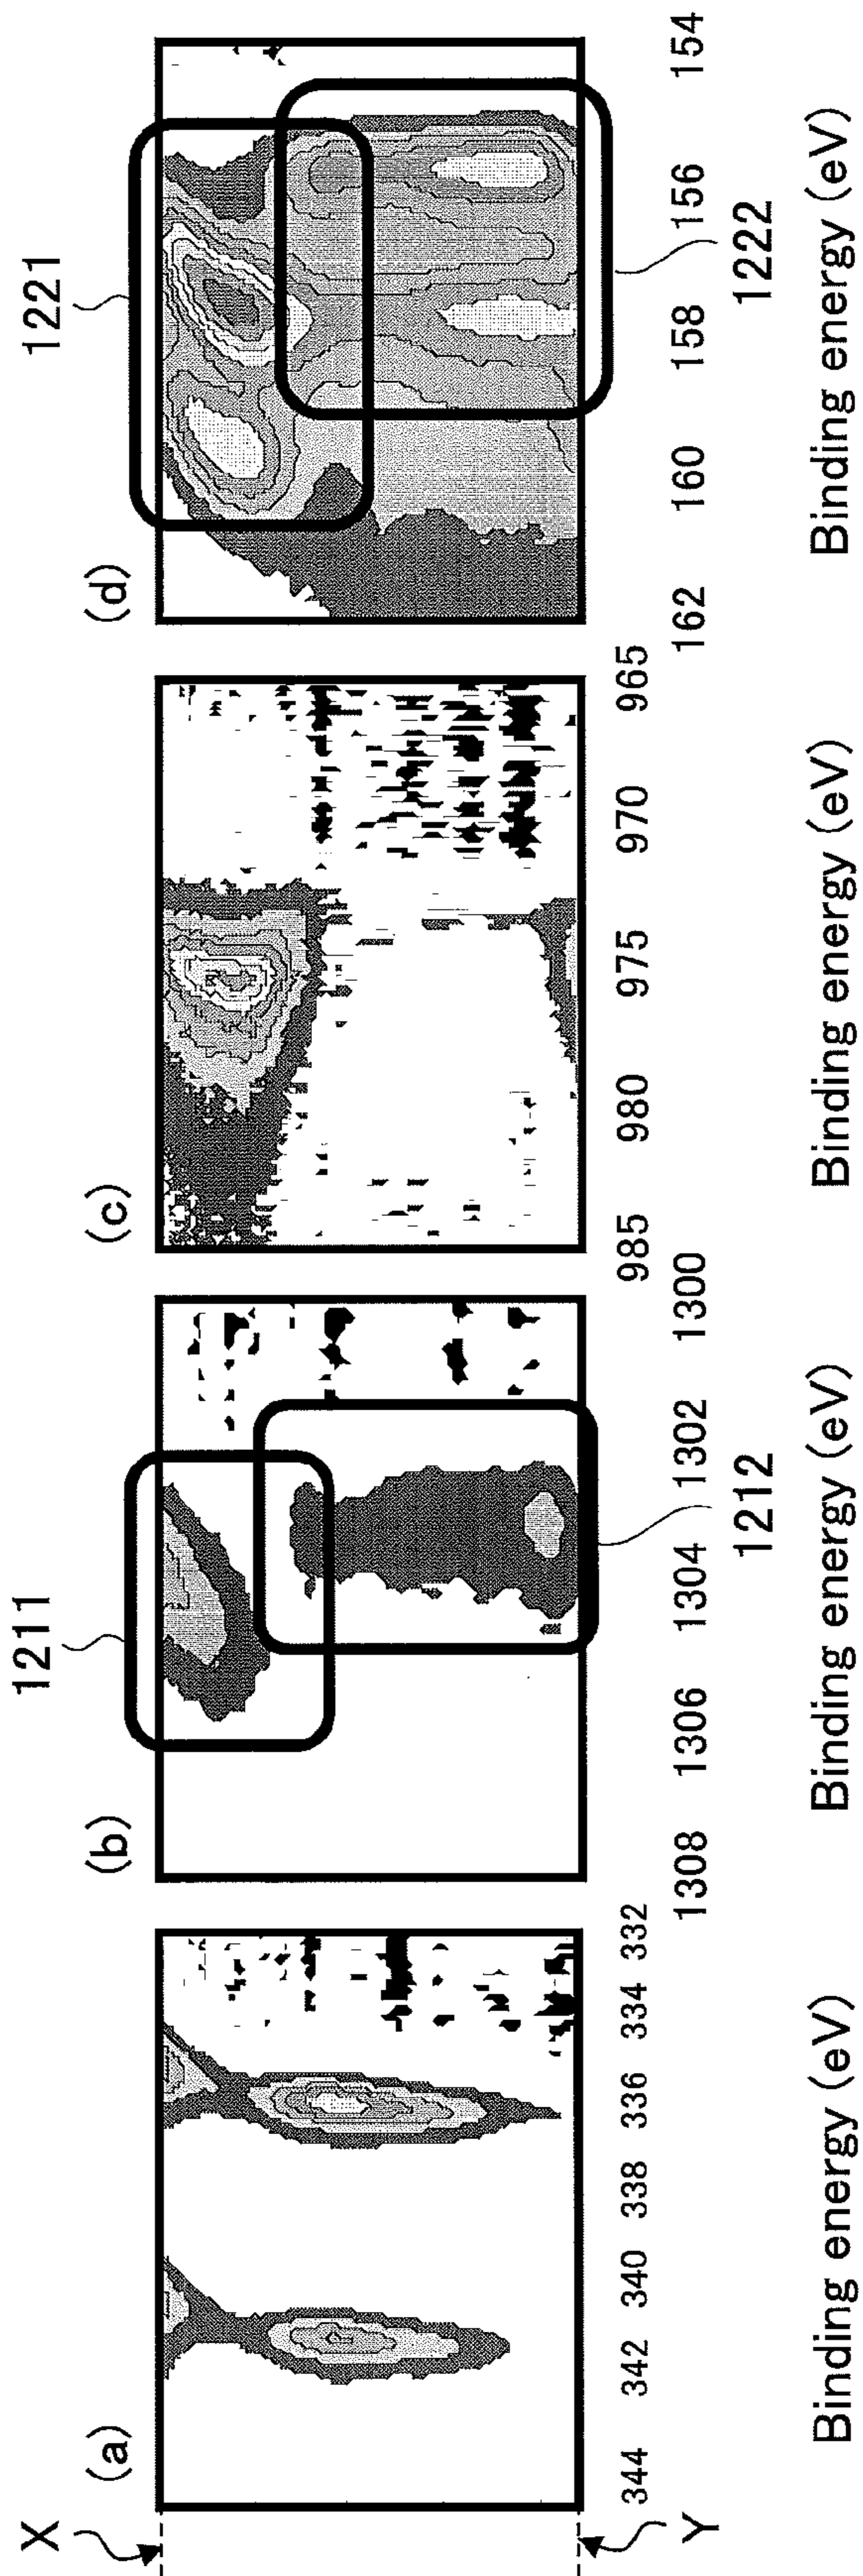 X
(a)
344 342 340 338 336 334 332
Binding energy (eV)
Y
(b)
1211
1308 1306 1304 1302 1300
1212
Binding energy (eV)
(c)
985 980 975 970 965
Binding energy (eV)
(d)
1221
162 160 158 156 154
1222
Binding energy (eV)